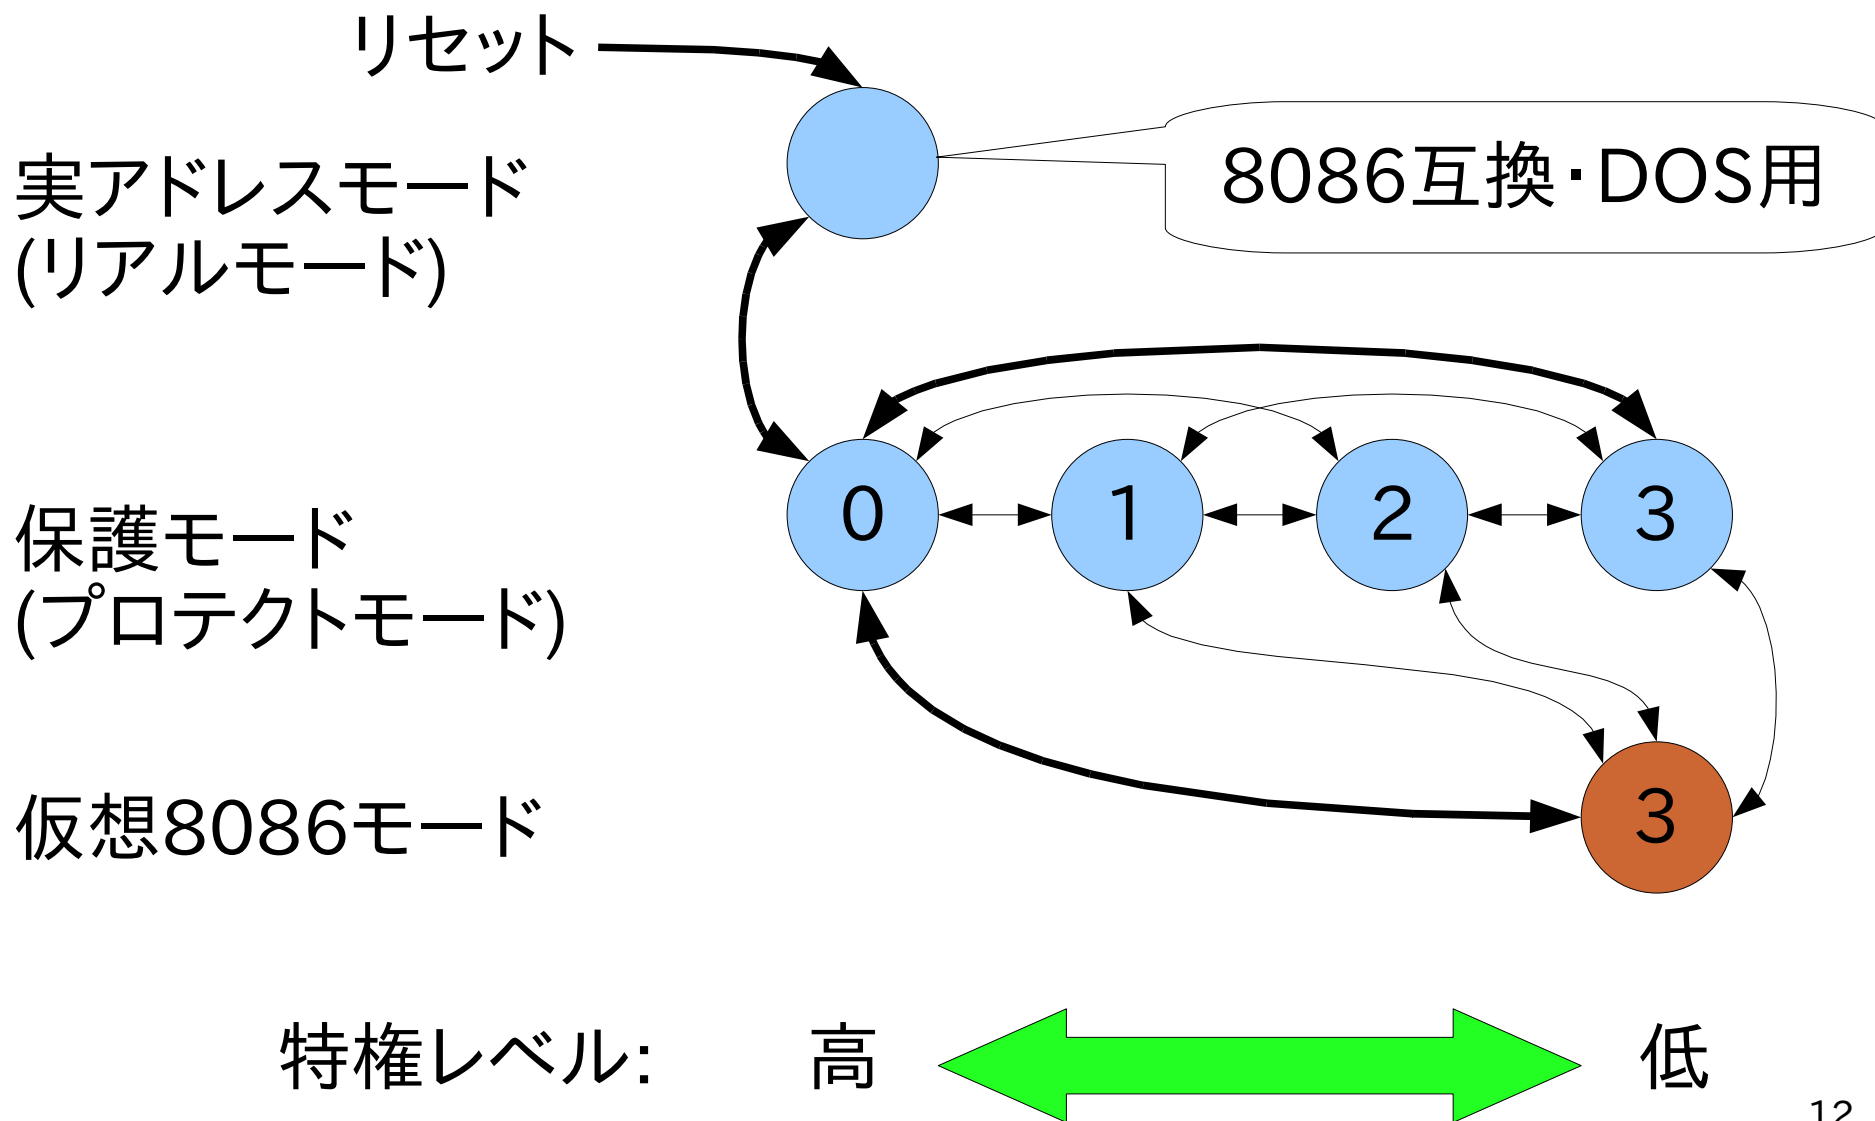 リセット
実アドレスモード
(リアルモード)
8086互換・DOS用
保護モード
(プロテクトモード)
0
1
2
3
仮想8086モード
3
特権レベル:
高
低
12